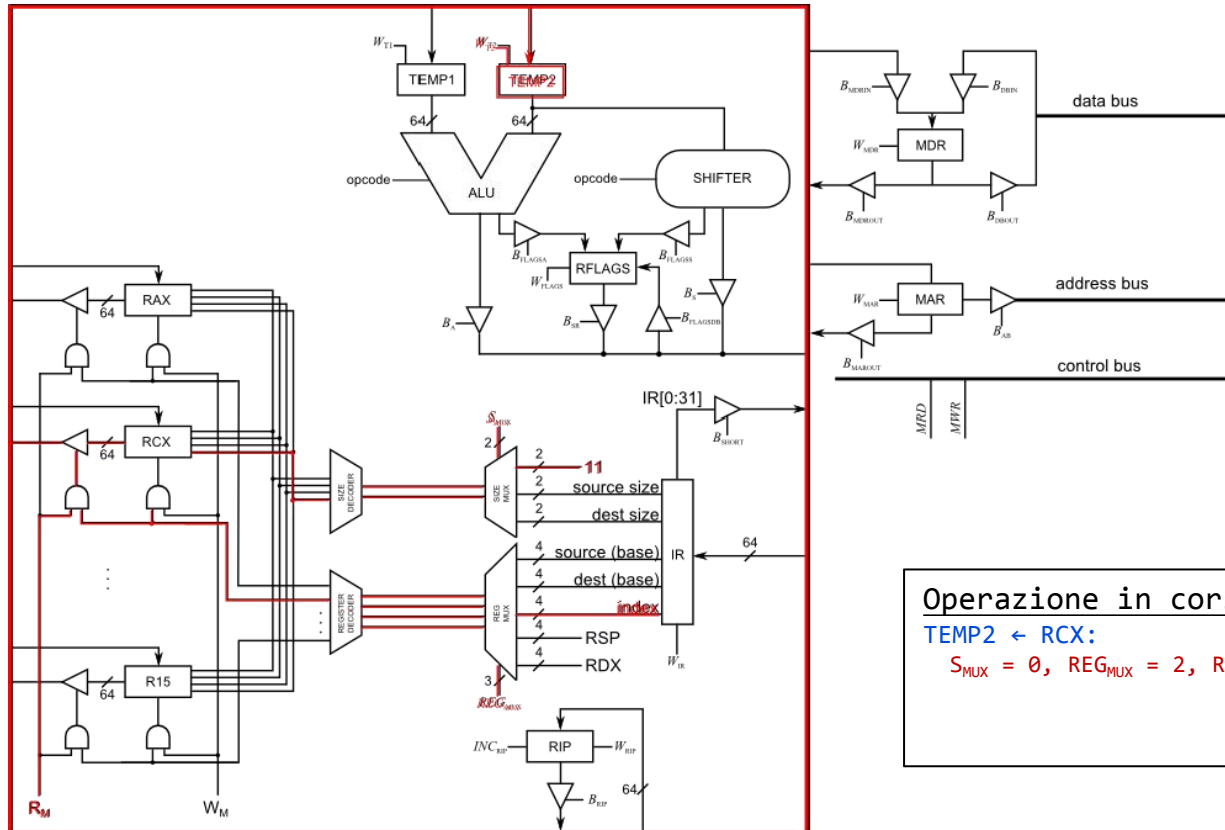 W_T1
W_T2
TEMP1
TEMP2
64
64
opcode
ALU
opcode
SHIFTER
B_FLAGSA
B_FLAGSS
RFLAGS
W_FLAGS
B_A
B_SR
B_FLAGSDB
B_S
B_MDRIN
B_DBIN
data bus
W_MDR
MDR
B_MDROUT
B_DBOUT
W_MAR
MAR
address bus
B_AB
B_MAROUT
control bus
MRD
MWR
RAX
64
RCX
64
R15
64
R_M
W_M
SIZE DECODER
REGISTER DECODER
S_MUX
2
SIZE MUX
2
11
2
source size
2
dest size
REG MUX
4
source (base)
4
dest (base)
4
index
4
RSP
4
RDX
3
REG_MUX
IR[0:31]
B_SHORT
IR
64
W_IR
INC_RIP
RIP
W_RIP
B_RIP
64
Operazione in cor
TEMP2 ← RCX:
S_MUX = 0, REG_MUX = 2, R